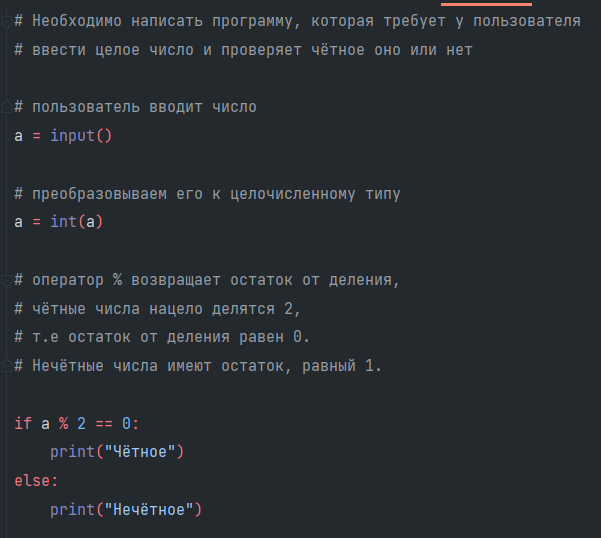 # Необходимо написать программу, которая требует у пользователя
# ввести целое число и проверяет чётное оно или нет
# пользователь вводит число
a = input()
# преобразовываем его к целочисленному типу
a = int(a)
# оператор % возвращает остаток от деления,
# чётные числа нацело делятся 2,
# т.е остаток от деления равен 0.
# Нечётные числа имеют остаток, равный 1.
if a % 2 == 0:
    print("Чётное")
else:
    print("Нечётное")